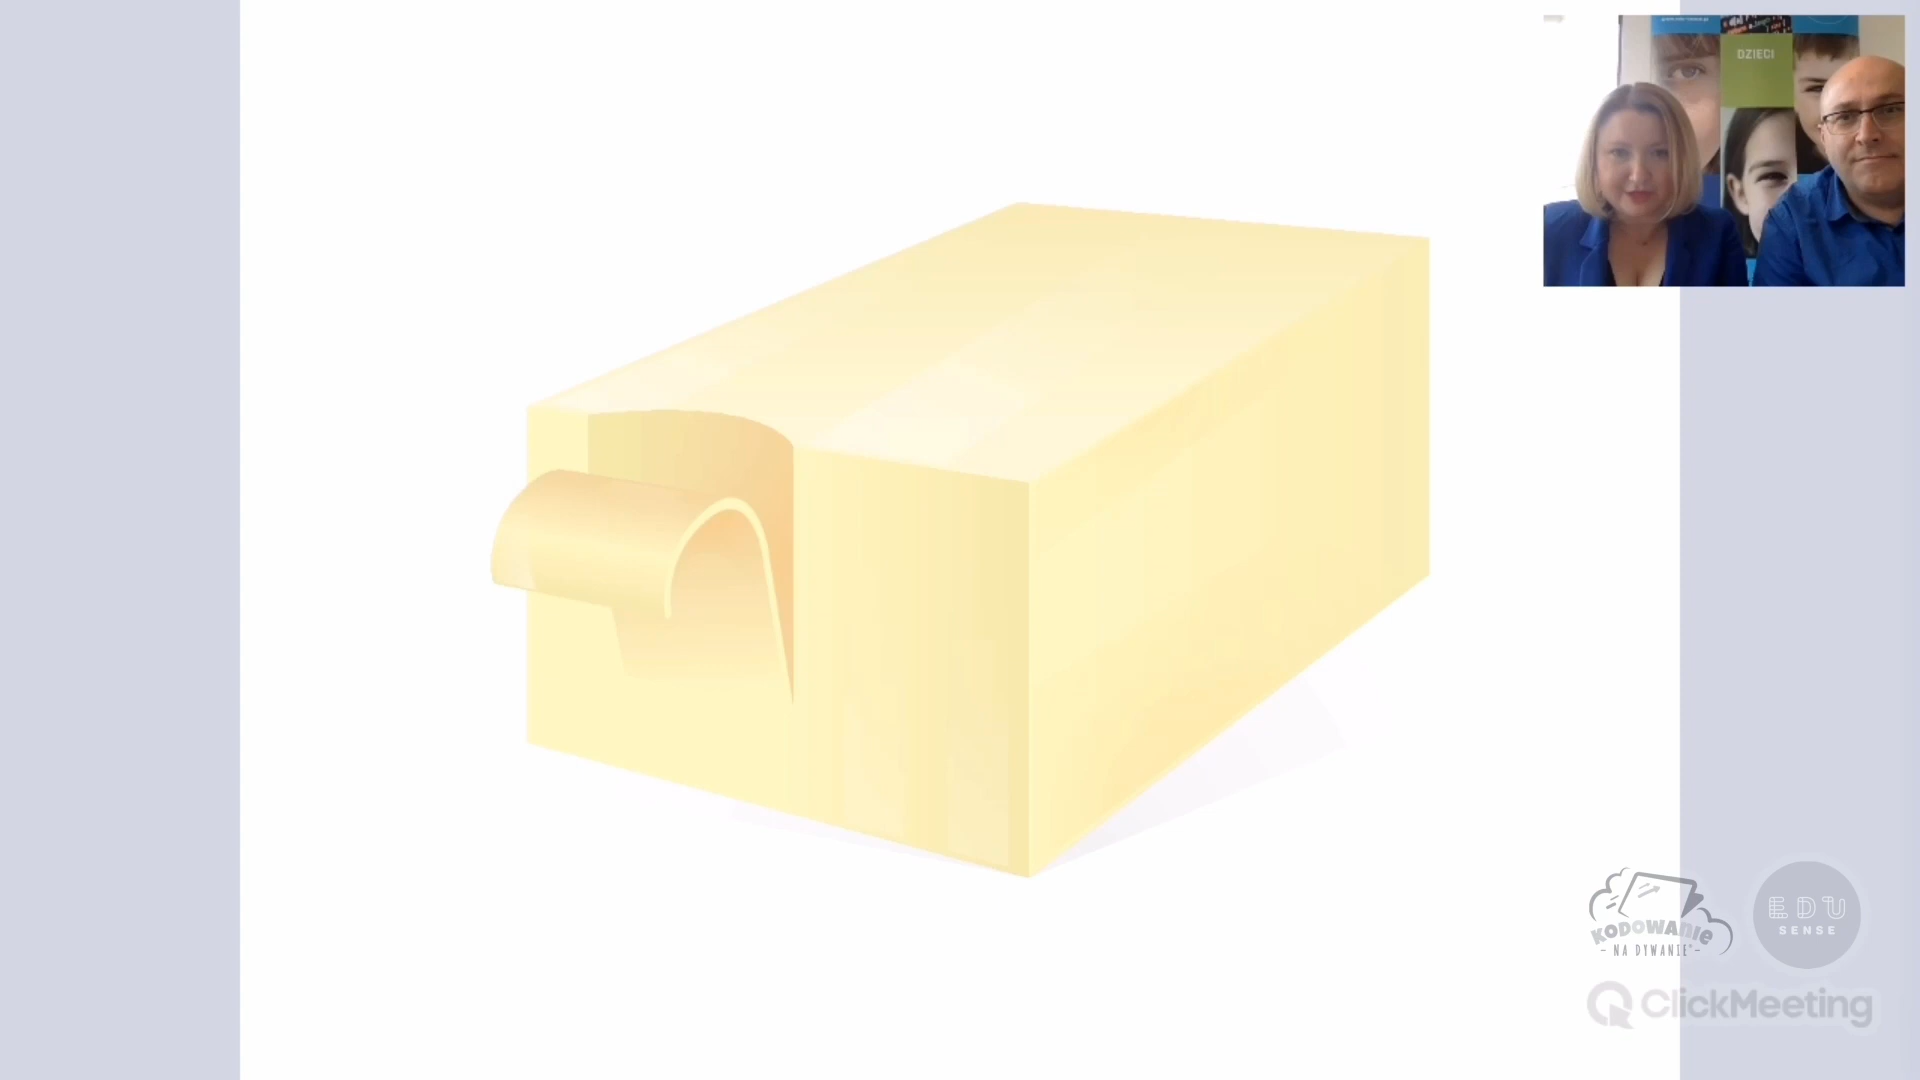 DZIECI
KODOWANIE
- NA DYWANIE -
EDU
SENSE
ClickMeeting